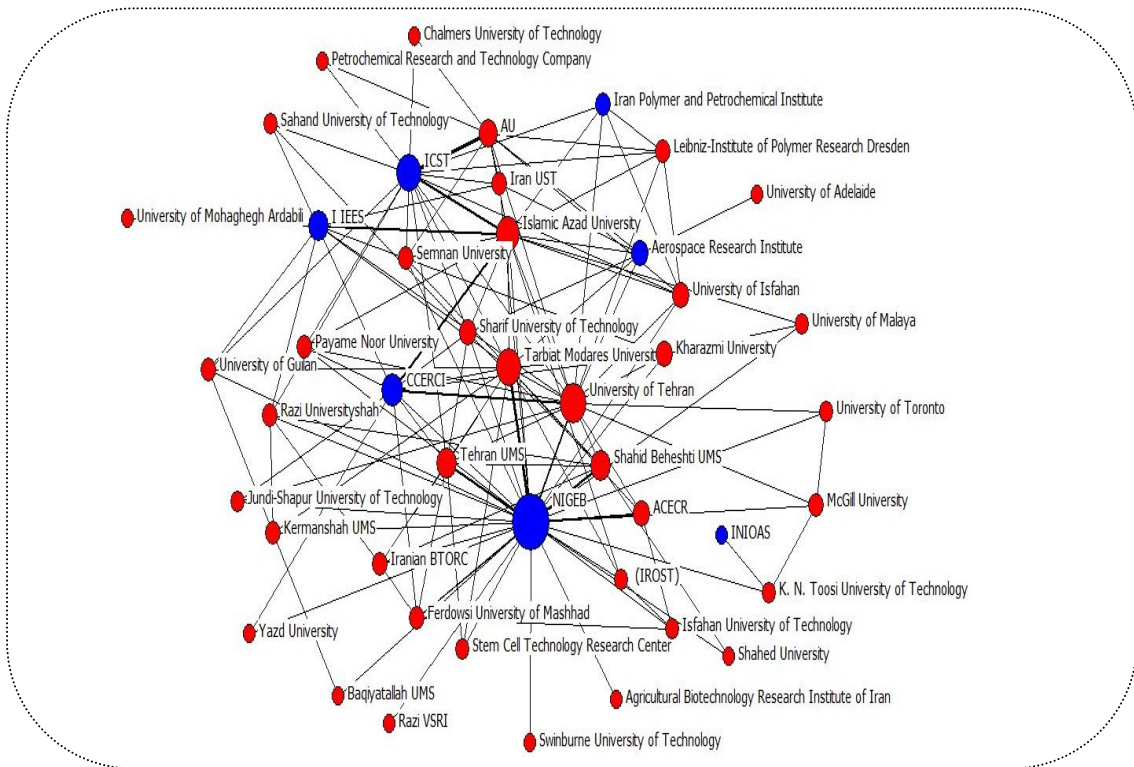 Chalmers University of Technology
Petrochemical Research and Technology Company
Iran Polymer and Petrochemical Institute
Sahand University of Technology
AU
Leibniz-Institute of Polymer Research Dresden
ICST
Iran UST
University of Adelaide
University of Mohaghegh Ardabili
I IEES
Islamic Azad University
Semnan University
Aerospace Research Institute
University of Isfahan
University of Malaya
Sharif University of Technology
Payame Noor University
Kharazmi University
Tarbiat Modares University
University of Guilan
CCERCI
University of Tehran
University of Toronto
Razi Universityshah
Tehran UMS
Shahid Beheshti UMS
Jundi-Shapur University of Technology
NIGEB
ACECR
McGill University
Kermanshah UMS
INIOAS
Iranian BTORC
(IROST)
K. N. Toosi University of Technology
Ferdowsi University of Mashhad
Isfahan University of Technology
Yazd University
Stem Cell Technology Research Center
Shahed University
Baqiyatallah UMS
Agricultural Biotechnology Research Institute of Iran
Razi VSRI
Swinburne University of Technology